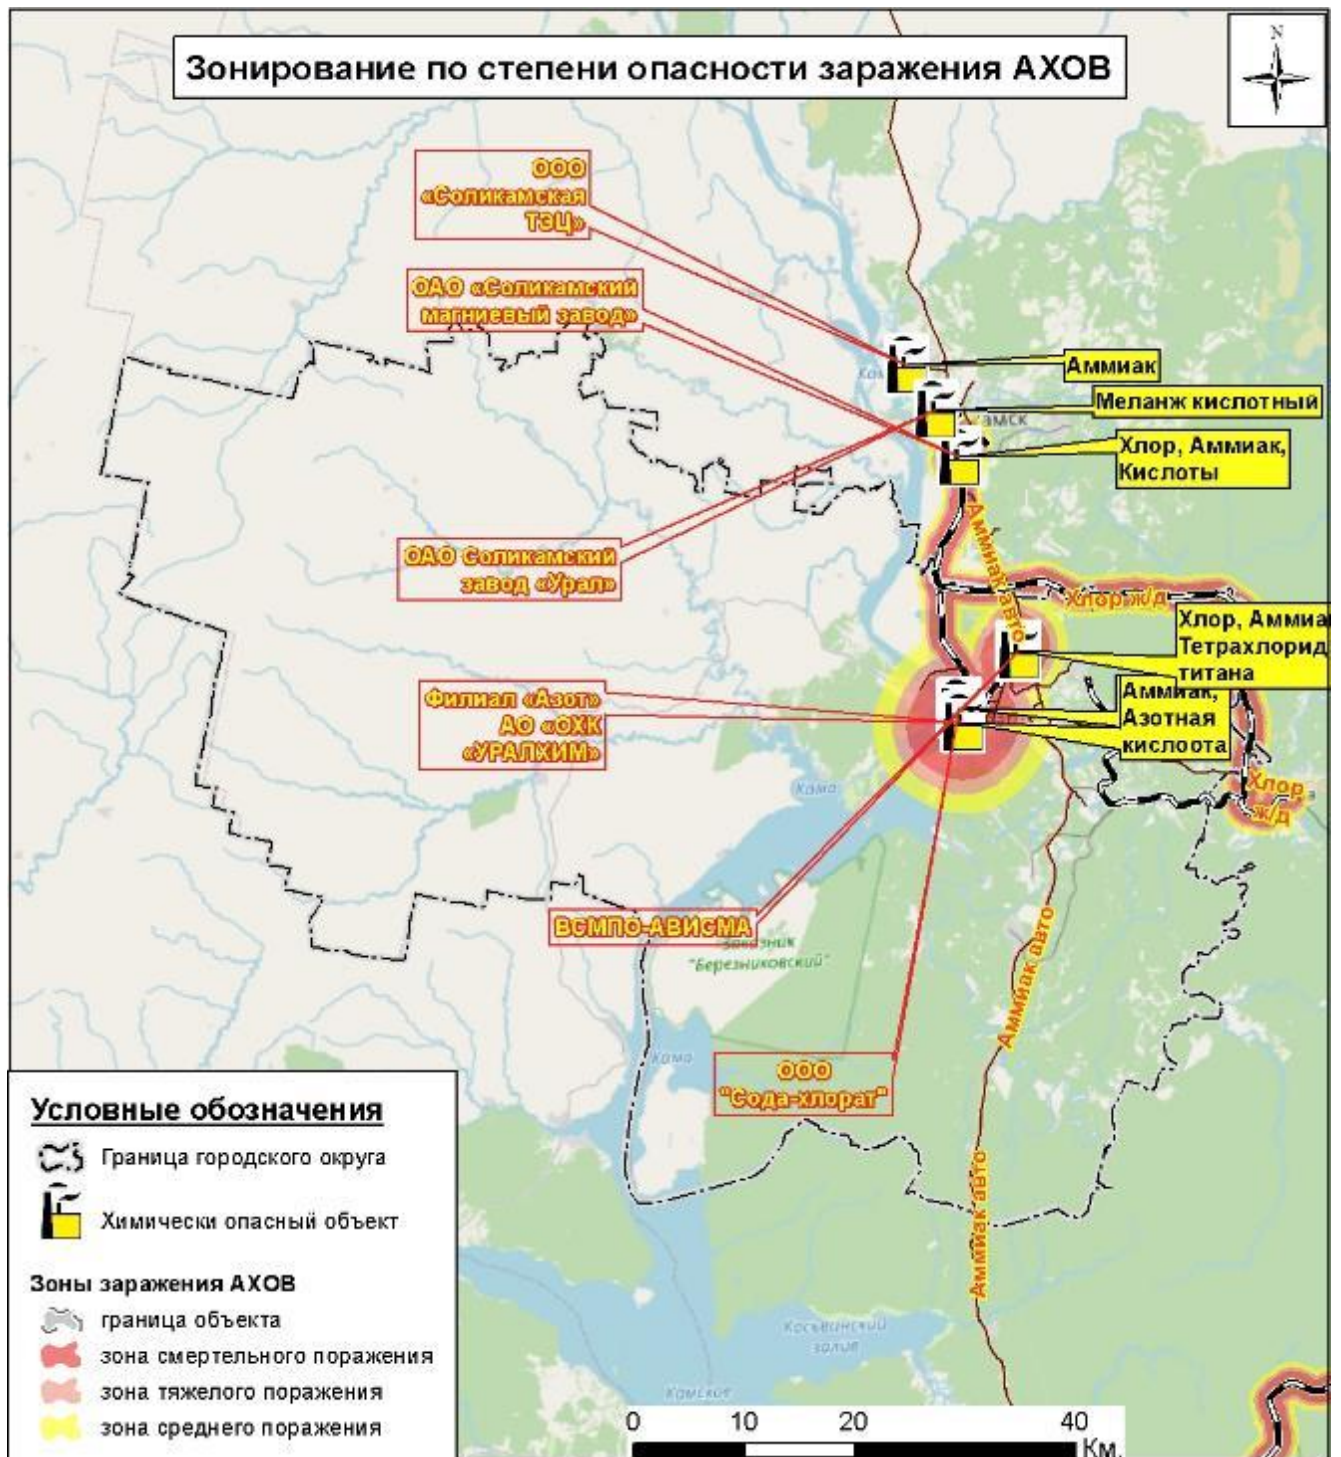 Зонирование по степени опасности заражения АХОВ
N
ООО
«Соликамская
ТЭЦ»
ОАО «Соликамский
магниевый завод»
Аммиак
Меланж кислотный
Хлор, Аммиак,
Кислоты
ОАО Соликамский
завод «Урал»
Аммиак авто
Хлор ж/д
Хлор, Аммиа
Тетрахлорид
титана
Филиал «Азот»
АО «ОХК
«УРАЛХИМ»
Аммиак,
Азотная
кислоота
Хлор
ж/д
Кама
ВСМПО-АВИСМА
Заказник
"Березниковский"
Аммиак авто
Кама
ООО
"Сода-хлорат"
Аммиак авто
Косьвинский
залив
Камское
Условные обозначения
Граница городского округа
Химически опасный объект
Зоны заражения АХОВ
граница объекта
зона смертельного поражения
зона тяжелого поражения
зона среднего поражения
0 10 20 40
Км.